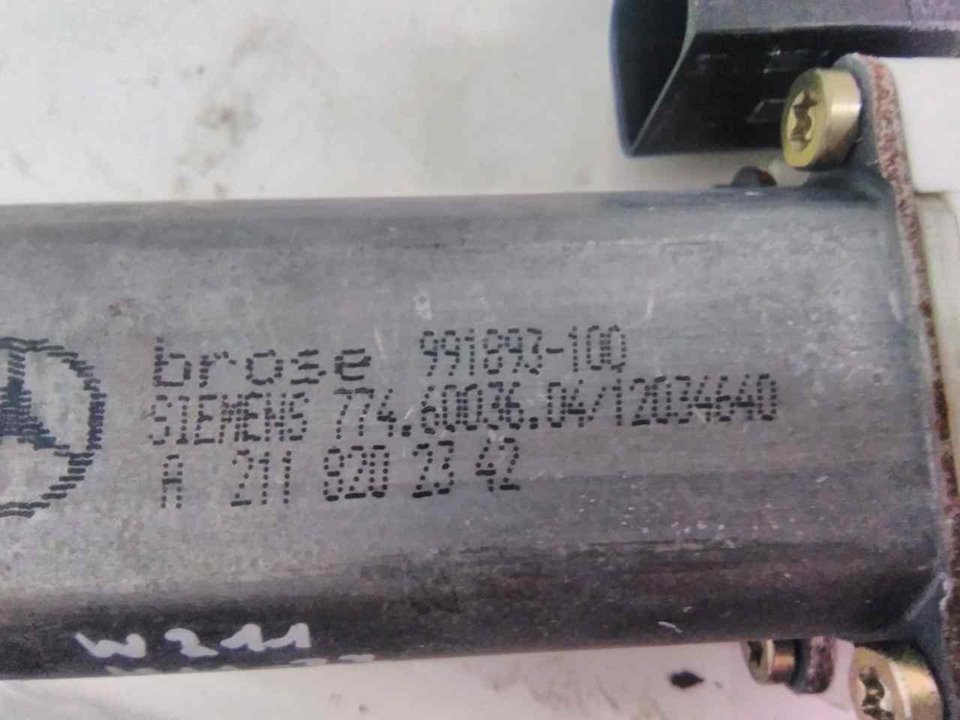 brose 991893-100
SIEMENS 774.60036.04/12034640
A 211 820 23 42
W211